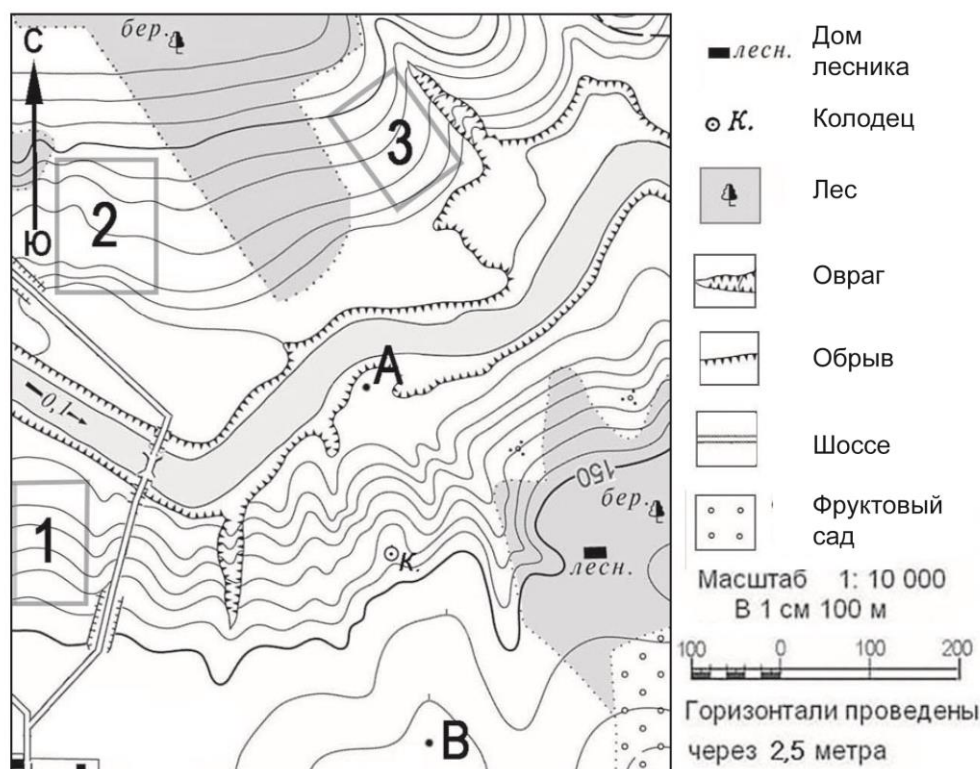 С
бер.
3
2
Ю
А
0,1
150
бер.
1
К.
лесн.
В
лесн.
Дом
лесника
К.
Колодец
Лес
Овраг
Обрыв
Шоссе
Фруктовый
сад
Масштаб 1: 10 000
В 1 см 100 м
100 0 100 200
Горизонтали проведены
через 2,5 метра